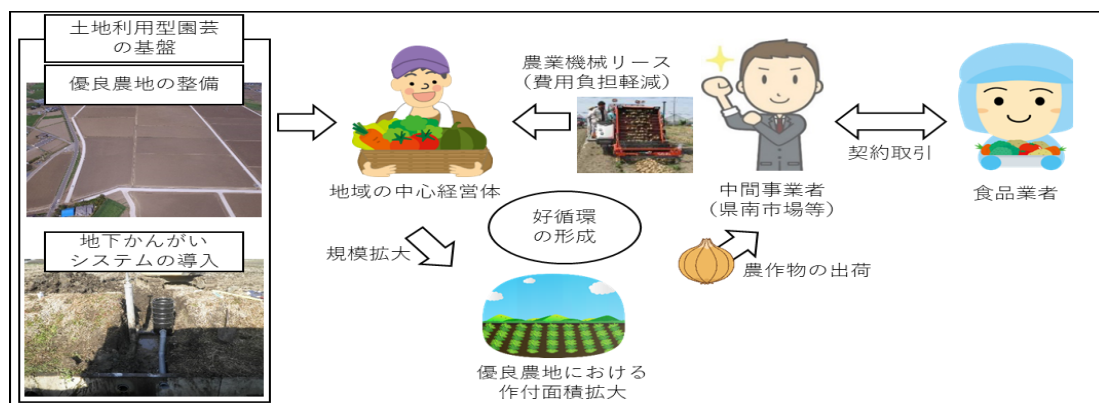 土地利用型園芸
の基盤
優良農地の整備
地下かんがい
システムの導入
地域の中心経営体
農業機械リース
（費用負担軽減）
中間事業者
（県南市場等）
契約取引
食品業者
好循環
の形成
規模拡大
農作物の出荷
優良農地における
作付面積拡大